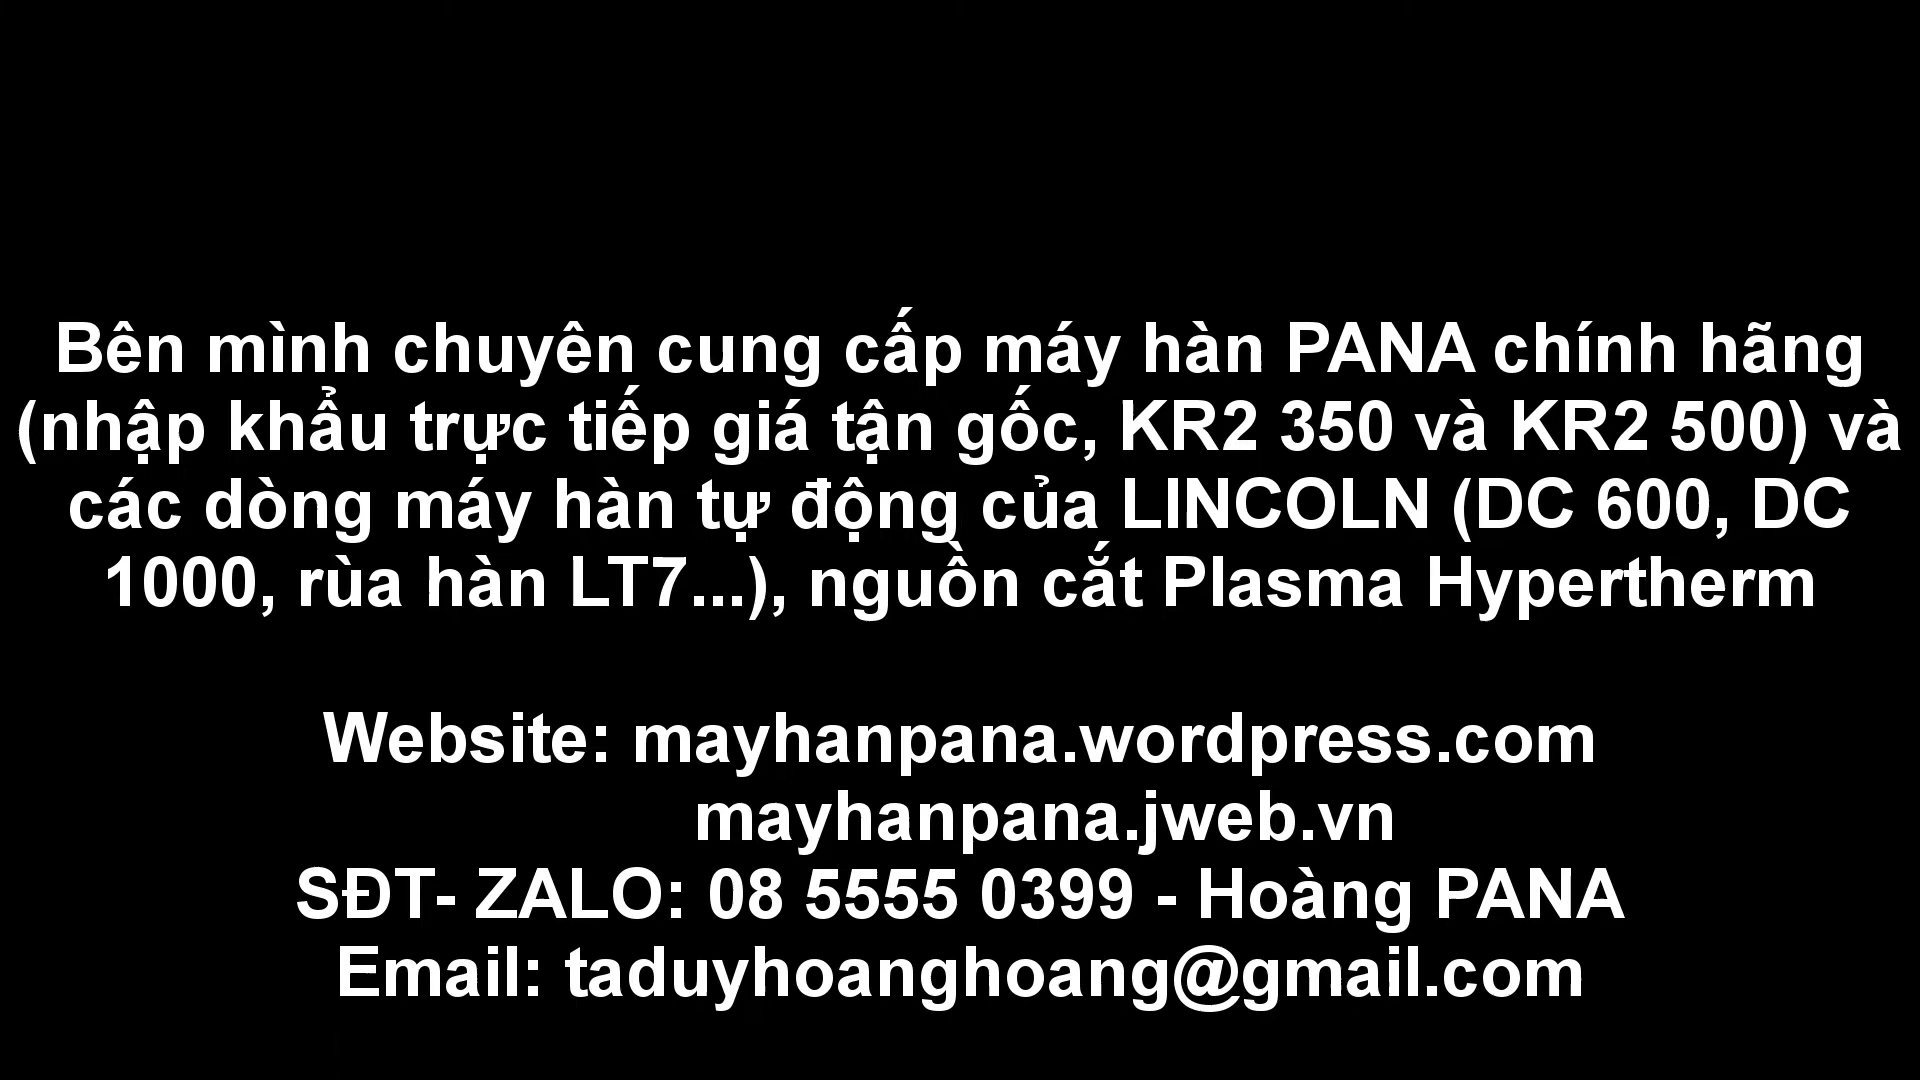 Bên mình chuyên cung cấp máy hàn PANA chính hãng
(nhập khẩu trực tiếp giá tận gốc, KR2 350 và KR2 500) và
các dòng máy hàn tự động của LINCOLN (DC 600, DC
1000, rùa hàn LT7...), nguồn cắt Plasma Hypertherm
Website: mayhanpana.wordpress.com
mayhanpana.jweb.vn
SĐT- ZALO: 08 5555 0399 - Hoàng PANA
Email: taduyhoanghoang@gmail.com